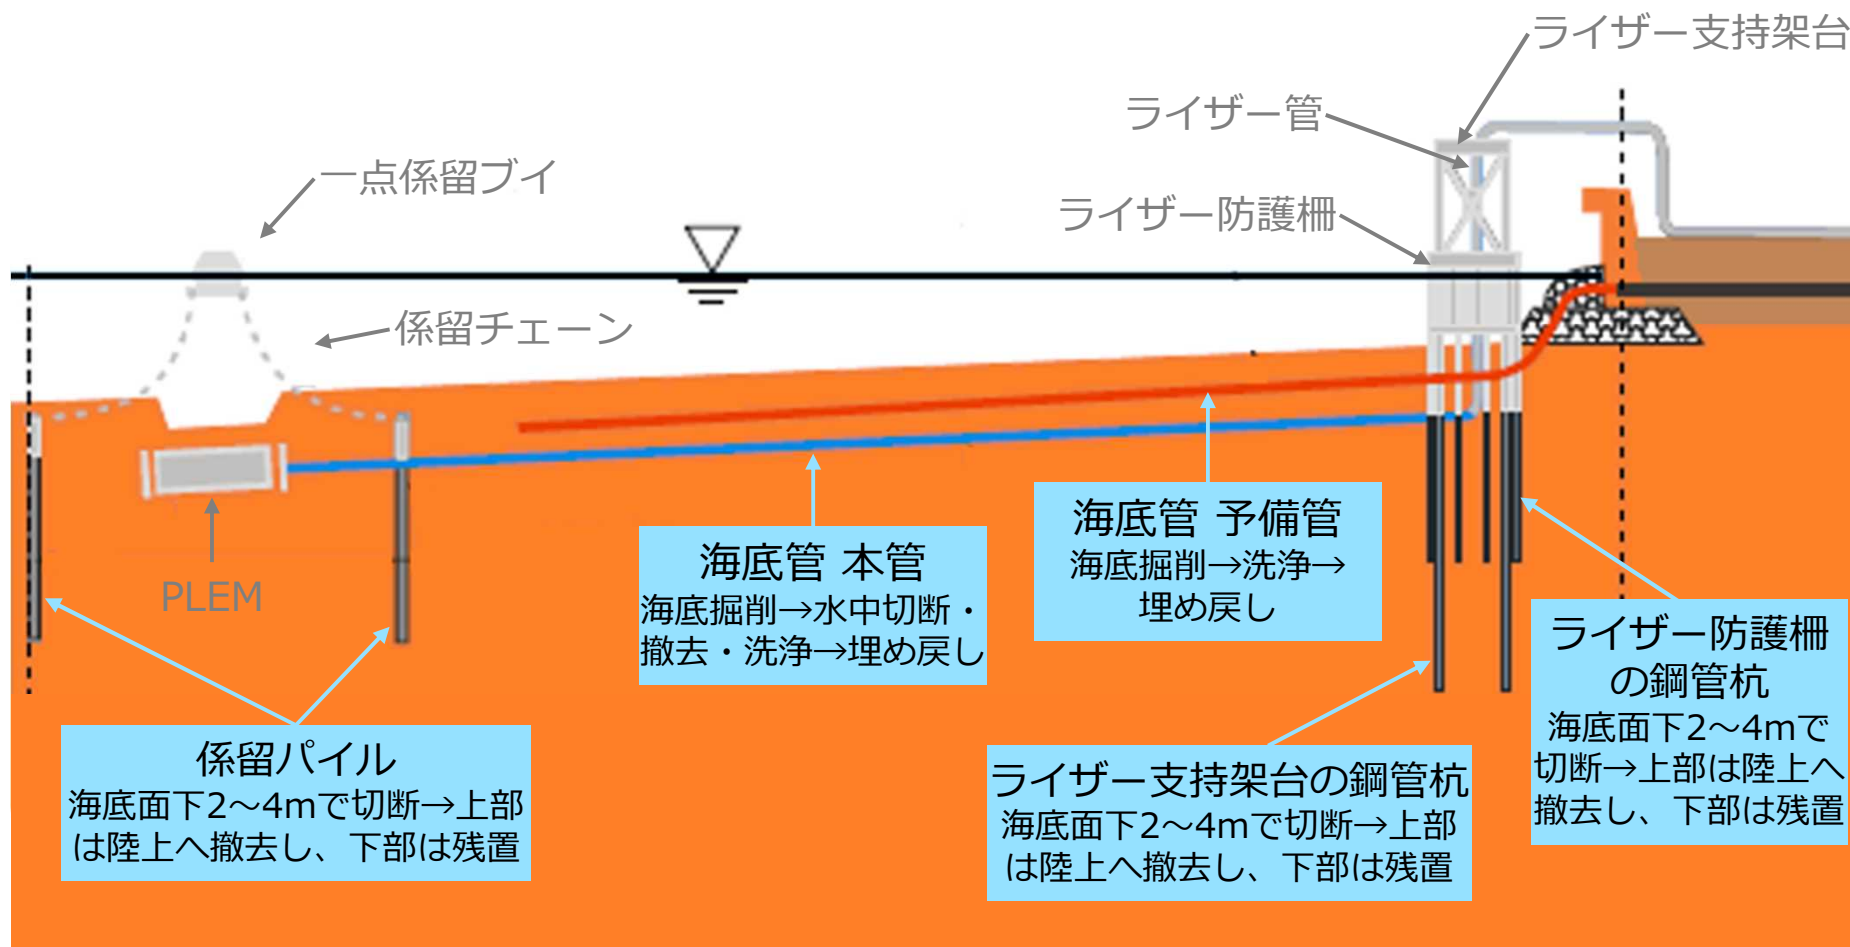 ライザー支持架台
ライザー管
一点係留ブイ
ライザー防護柵
係留チェーン
PLEM
海底管 本管
海底掘削→水中切断・
撤去・洗浄→埋め戻し
海底管 予備管
海底掘削→洗浄→
埋め戻し
ライザー防護柵
の鋼管杭
海底面下2～4mで
切断→上部は陸上へ
撤去し、下部は残置
係留パイル
海底面下2～4mで切断→上部
は陸上へ撤去し、下部は残置
ライザー支持架台の鋼管杭
海底面下2～4mで切断→上部
は陸上へ撤去し、下部は残置